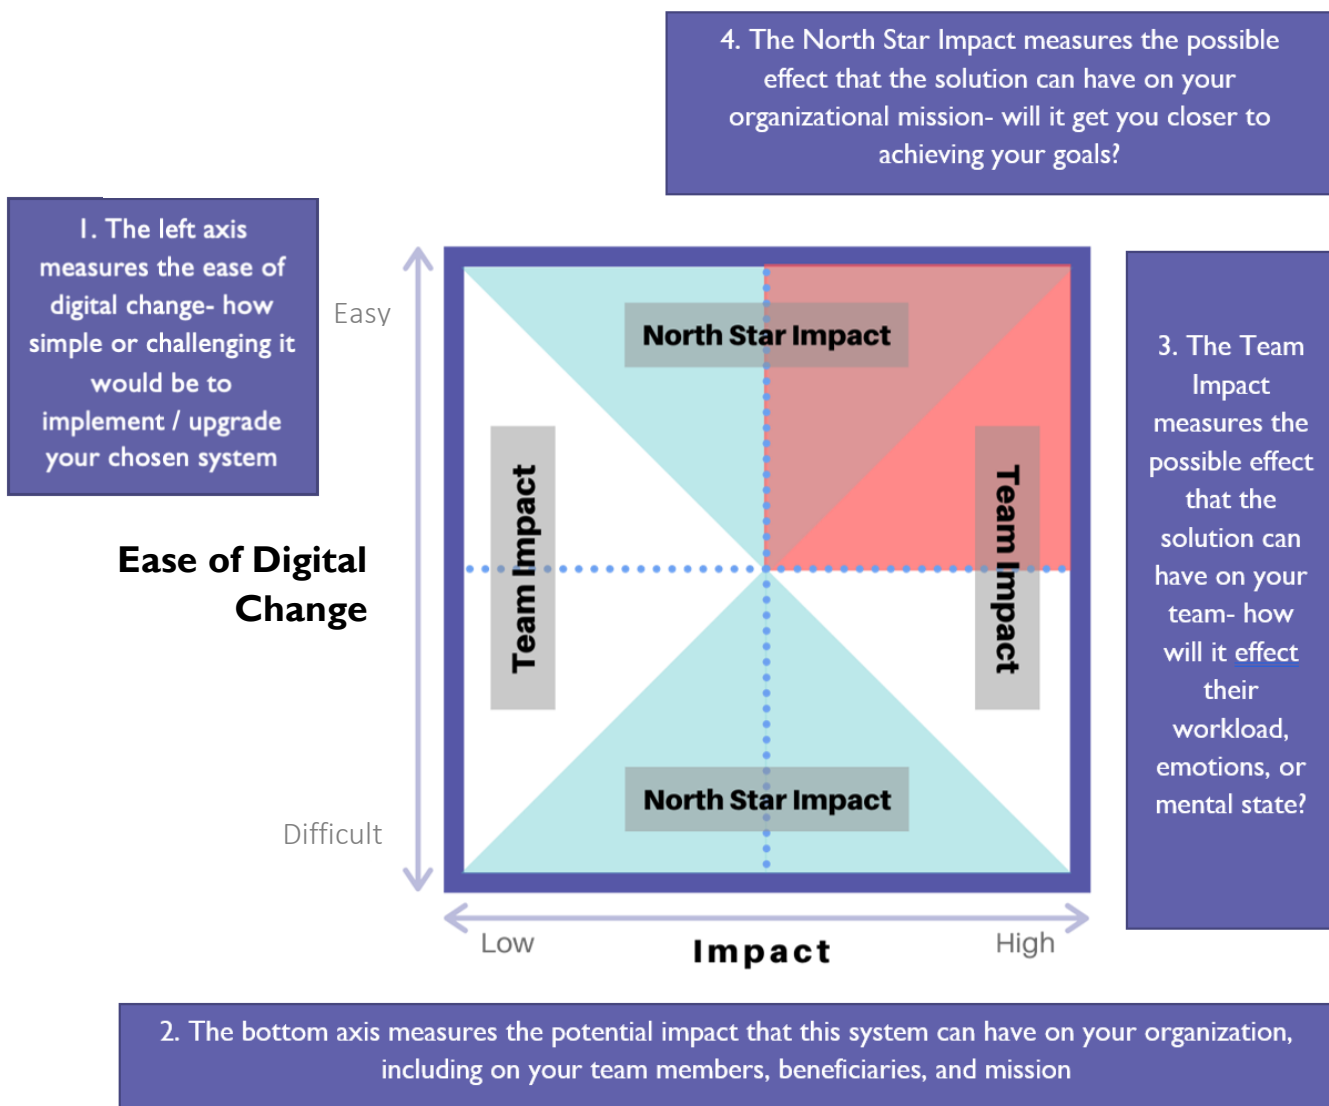 4. The North Star Impact measures the possible
effect that the solution can have on your
organizational mission- will it get you closer to
achieving your goals?
1. The left axis
measures the ease of
digital change- how
simple or challenging it
would be to
implement / upgrade
your chosen system
Easy
North Star Impact
3. The Team
Impact
measures the
possible effect
that the
solution can
have on your
team- how
will it effect
their
workload,
emotions, or
mental state?
Team Impact
Team Impact
Ease of Digital
Change
North Star Impact
Difficult
Low
Impact
High
2. The bottom axis measures the potential impact that this system can have on your organization,
including on your team members, beneficiaries, and mission